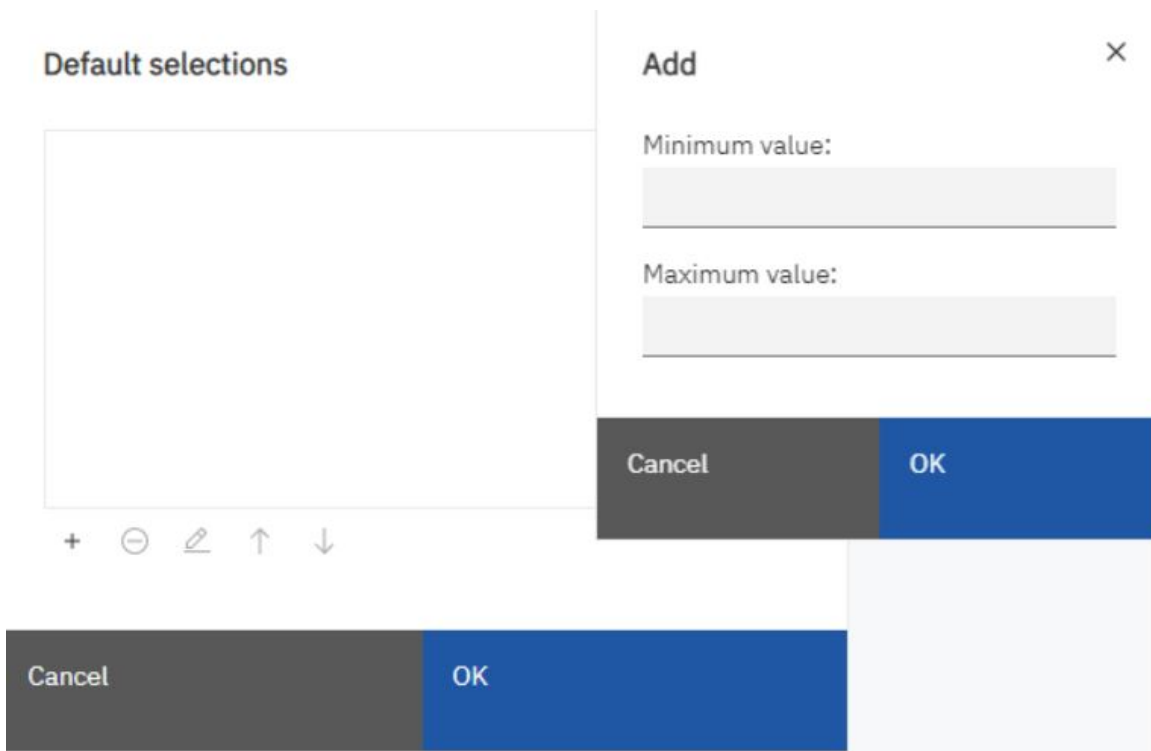 Default selections
Add
Minimum value:
Maximum value:
Cancel
OK
Cancel
OK